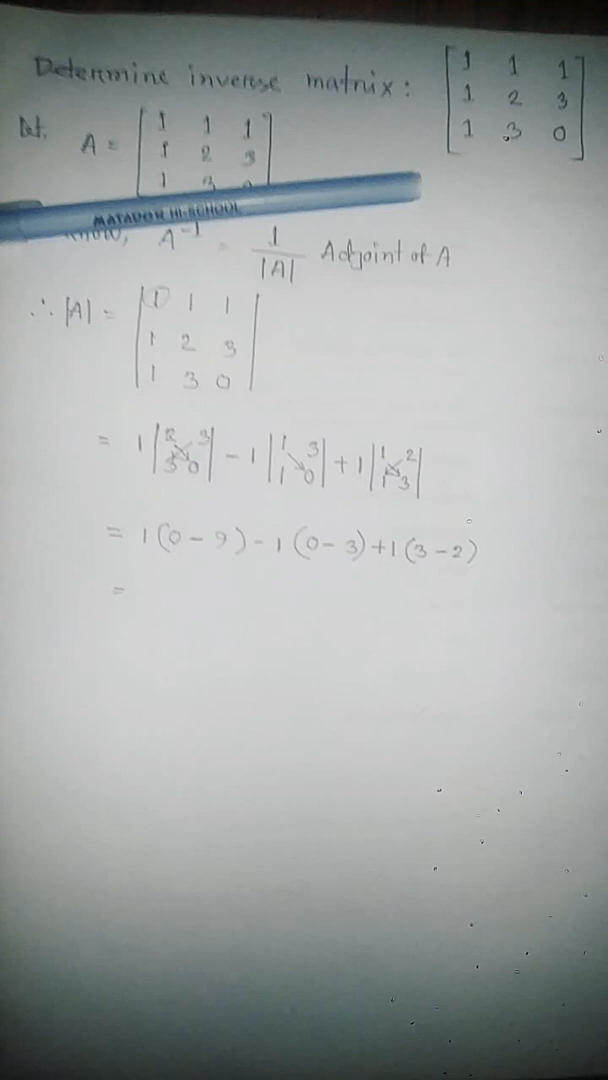 Determine inverse matrix: [1 1 1
1 2 3
1 3 0]
Let, A = [1 1 1
1 2 3
1 3
MATADOR HI-SCHOOL
know, A⁻¹ = 1/|A| Adjoint of A
∴ |A| = |1 1 1
1 2 3
1 3 0|
= 1 |2 3; 3 0| - 1 |1 3; 1 0| + 1 |1 2; 1 3|
= 1(0 - 9) - 1(0 - 3) + 1(3 - 2)
=